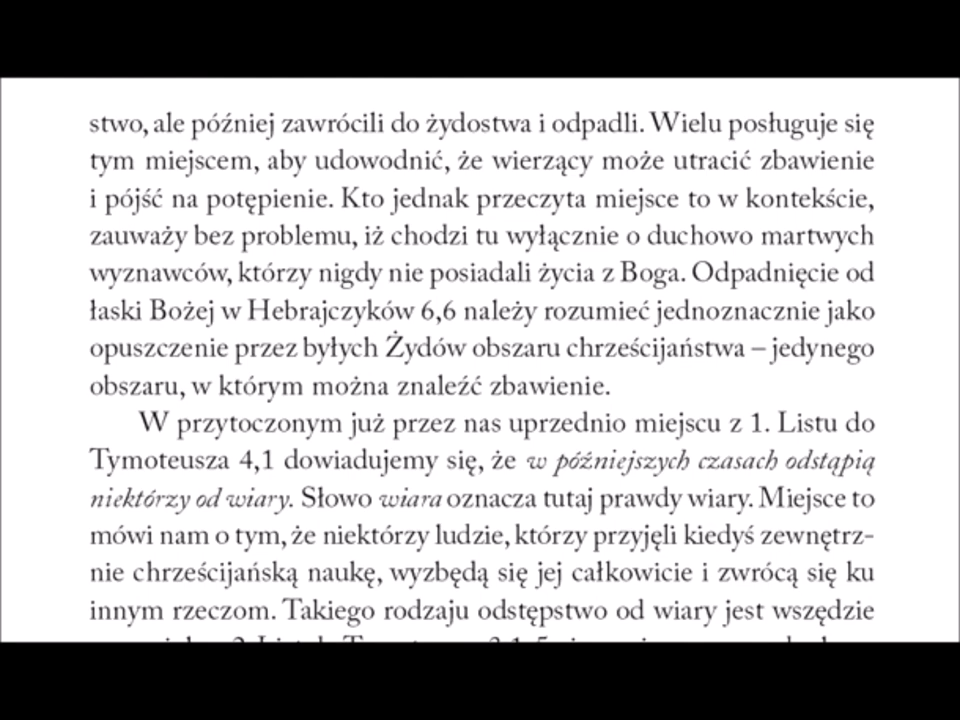 stwo, ale później zawrócili do żydostwa i odpadli. Wielu posługuje się
tym miejscem, aby udowodnić, że wierzący może utracić zbawienie
i pójść na potępienie. Kto jednak przeczyta miejsce to w kontekście,
zauważy bez problemu, iż chodzi tu wyłącznie o duchowo martwych
wyznawców, którzy nigdy nie posiadali życia z Boga. Odpadnięcie od
łaski Bożej w Hebrajczyków 6,6 należy rozumieć jednoznacznie jako
opuszczenie przez byłych Żydów obszaru chrześcijaństwa – jedynego
obszaru, w którym można znaleźć zbawienie.
W przytoczonym już przez nas uprzednio miejscu z 1. Listu do
Tymoteusza 4,1 dowiadujemy się, że w późniejszych czasach odstąpią
niektórzy od wiary. Słowo wiara oznacza tutaj prawdy wiary. Miejsce to
mówi nam o tym, że niektórzy ludzie, którzy przyjęli kiedyś zewnętrz-
nie chrześcijańską naukę, wyzbędą się jej całkowicie i zwrócą się ku
innym rzeczom. Takiego rodzaju odstępstwo od wiary jest wszędzie